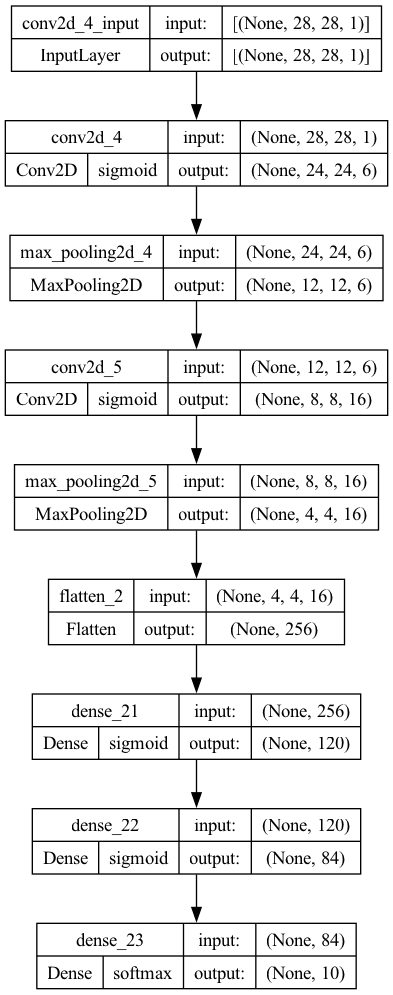 conv2d_4_input input: [(None, 28, 28, 1)]
InputLayer output: [(None, 28, 28, 1)]
conv2d_4 input: (None, 28, 28, 1)
Conv2D sigmoid output: (None, 24, 24, 6)
max_pooling2d_4 input: (None, 24, 24, 6)
MaxPooling2D output: (None, 12, 12, 6)
conv2d_5 input: (None, 12, 12, 6)
Conv2D sigmoid output: (None, 8, 8, 16)
max_pooling2d_5 input: (None, 8, 8, 16)
MaxPooling2D output: (None, 4, 4, 16)
flatten_2 input: (None, 4, 4, 16)
Flatten output: (None, 256)
dense_21 input: (None, 256)
Dense sigmoid output: (None, 120)
dense_22 input: (None, 120)
Dense sigmoid output: (None, 84)
dense_23 input: (None, 84)
Dense softmax output: (None, 10)